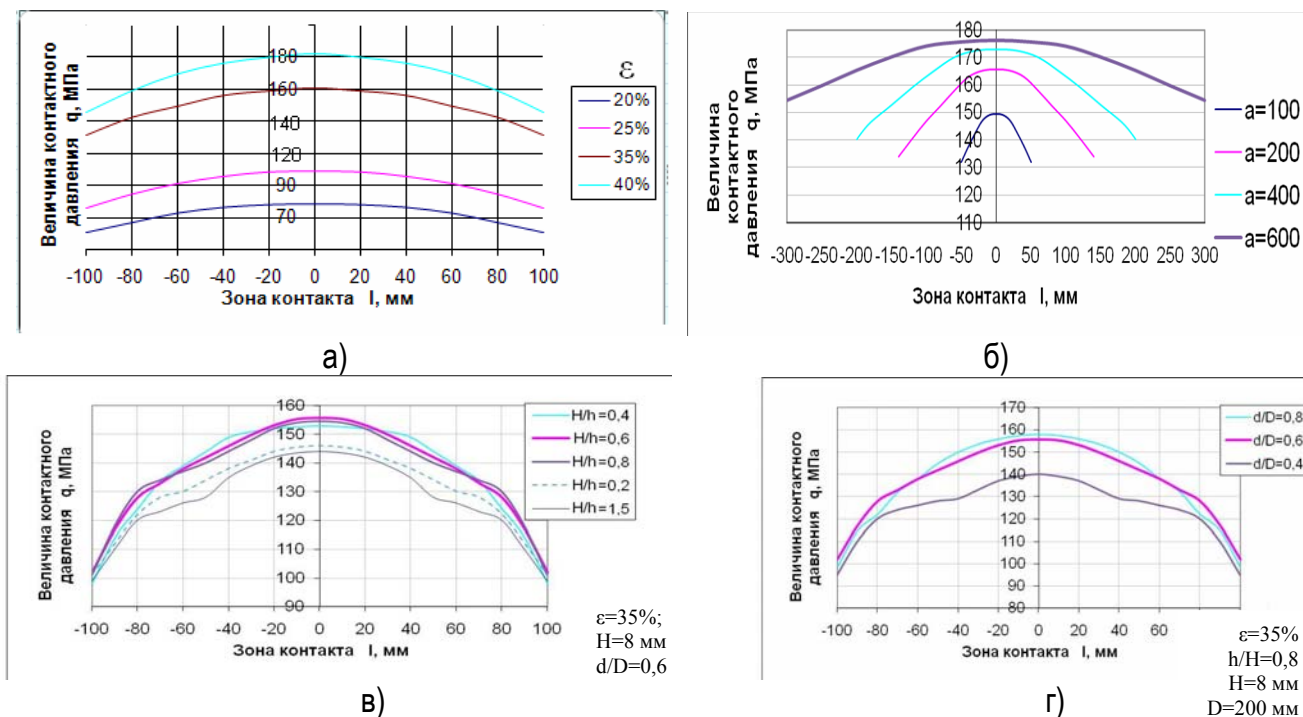 Величина контактного
давления q, МПа
180
160
140
120
90
70
-100 -80 -60 -40 -20 0 20 40 60 80 100
Зона контакта l, мм
ε
20%
25%
35%
40%
а)
Величина
контактного
давления q, МПа
180
170
160
150
140
130
120
110
-300 -250 -200 -150 -100 -50 0 50 100 150 200 250 300
Зона контакта l, мм
a=100
a=200
a=400
a=600
б)
Величина контактного
давления q, МПа
160
150
140
130
120
110
100
90
-100 -80 -60 -40 -20 0 20 40 60 80 100
Зона контакта l, мм
H/h=0,4
H/h=0,6
H/h=0,8
H/h=0,2
H/h=1,5
ε=35%;
H=8 мм
d/D=0,6
в)
Величина контактного
давления q, МПа
170
160
150
140
130
120
110
100
90
80
-100 -80 -60 -40 -20 0 20 40 60
Зона контакта l, мм
d/D=0,8
d/D=0,6
d/D=0,4
ε=35%
h/H=0,8
H=8 мм
D=200 мм
г)